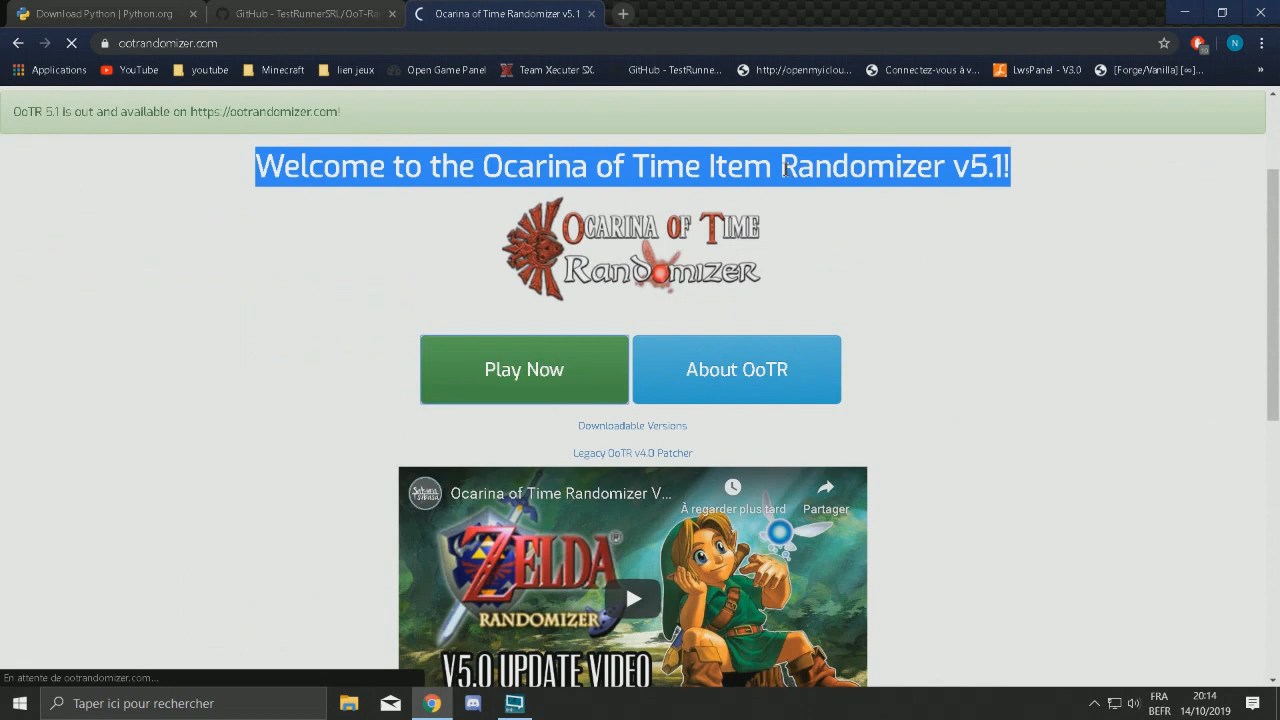 Download Python | Python.org
GitHub - TestRunnerSRL/OoT-Ra
Ocarina of Time Randomizer v5.1
ootrandomizer.com
N
Applications
YouTube
youtube
Minecraft
lien jeux
Open Game Panel
Team Xecuter SX.
GitHub - TestRunne...
http://openmyiclou...
Connectez-vous à v...
LwsPanel - V3.0
[Forge/Vanilla] [∞]...
»
OoTR 5.1 is out and available on https://ootrandomizer.com!
Welcome to the Ocarina of Time Item Randomizer v5.1!
OCARINA OF TIME
Randomizer
Play Now
About OoTR
Downloadable Versions
Legacy OoTR v4.0 Patcher
Ocarina of Time Randomizer V...
À regarder plus tard
Partager
ZELDA
RANDOMIZER
V5.0 UPDATE VIDEO
En attente de ootrandomizer.com...
Taper ici pour rechercher
FRA
BEFR
20:14
14/10/2019